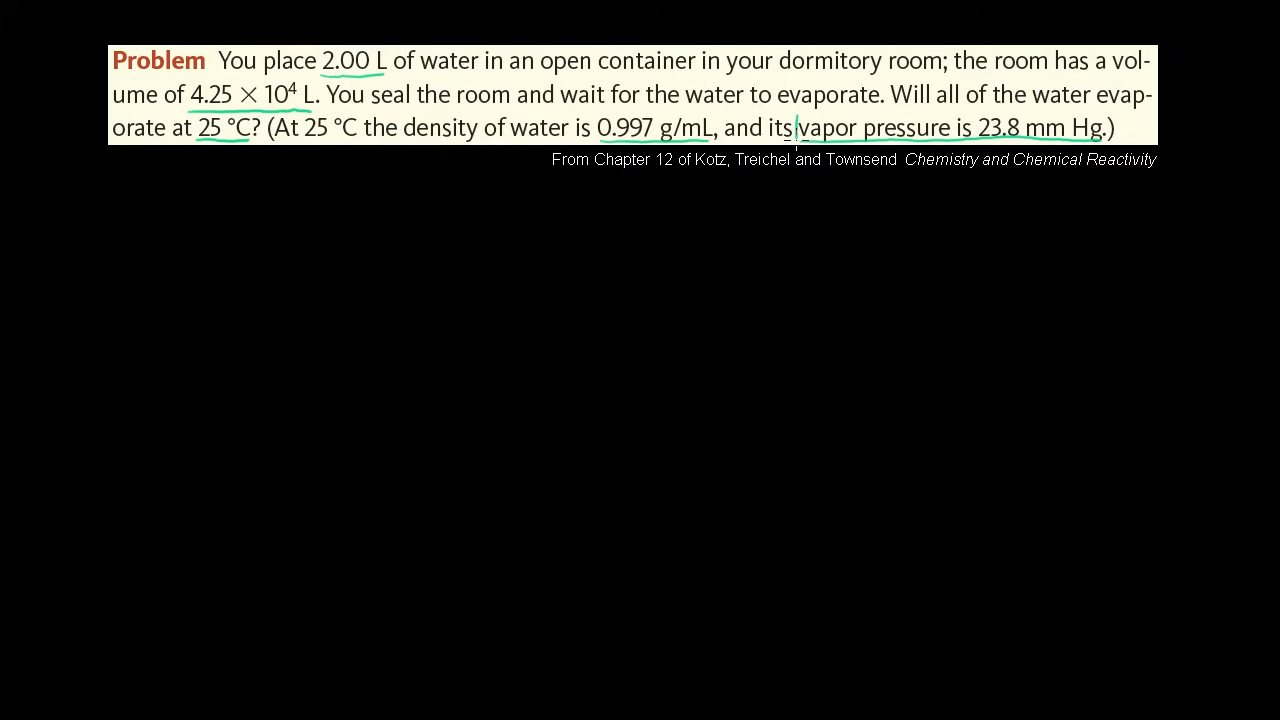 Problem You place 2.00 L of water in an open container in your dormitory room; the room has a vol-
ume of 4.25 × 10⁴ L. You seal the room and wait for the water to evaporate. Will all of the water evap-
orate at 25 °C? (At 25 °C the density of water is 0.997 g/mL, and its vapor pressure is 23.8 mm Hg.)
From Chapter 12 of Kotz, Treichel and Townsend Chemistry and Chemical Reactivity